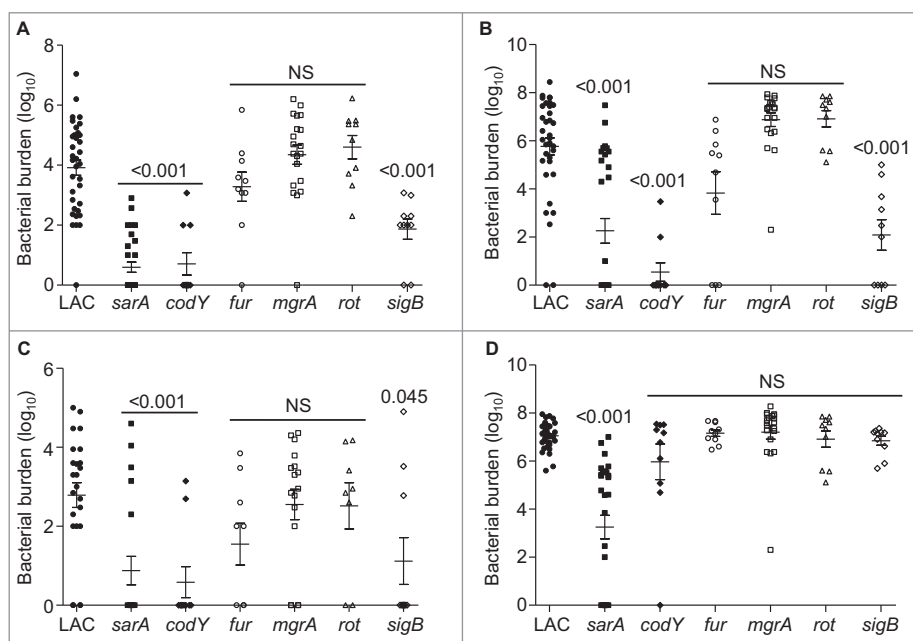 A
Bacterial burden (log10)
8
6
4
2
0
NS
<0.001
<0.001
LAC sarA codY fur mgrA rot sigB
B
Bacterial burden (log10)
10
8
6
4
2
0
<0.001
NS
<0.001
<0.001
LAC sarA codY fur mgrA rot sigB
C
Bacterial burden (log10)
6
4
2
0
<0.001
NS
0.045
LAC sarA codY fur mgrA rot sigB
D
Bacterial burden (log10)
10
8
6
4
2
0
NS
<0.001
LAC sarA codY fur mgrA rot sigB